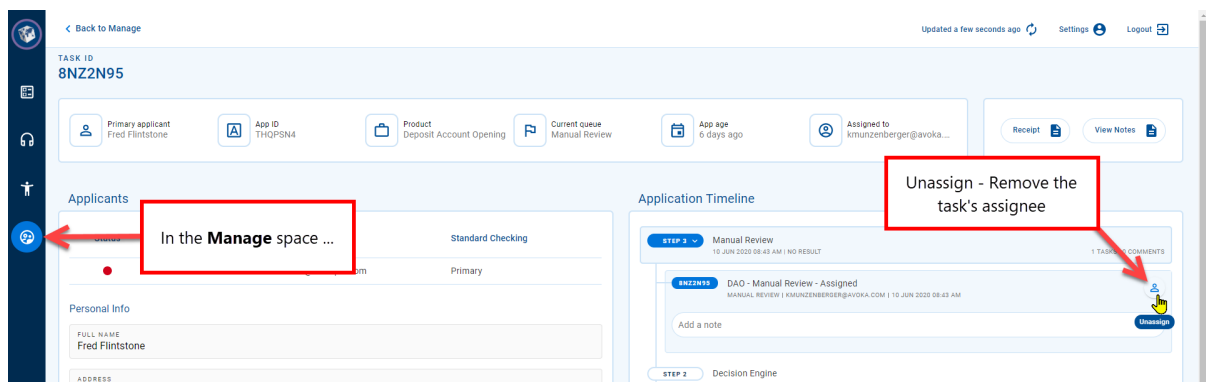 Back to Manage
Updated a few seconds ago
Settings
Logout
TASK ID
8NZ2N95
Primary applicant
Fred Flintstone
App ID
THQPSN4
Product
Deposit Account Opening
Current queue
Manual Review
App age
6 days ago
Assigned to
kmunzenberger@avoka....
Receipt
View Notes
Unassign - Remove the
task's assignee
Applicants
Application Timeline
In the Manage space ...
Status
Standard Checking
om
Primary
STEP 3
Manual Review
10 JUN 2020 08:43 AM | NO RESULT
1 TASK
COMMENTS
8NZ2N95
DAO - Manual Review - Assigned
MANUAL REVIEW | KMUNZENBERGER@AVOKA.COM | 10 JUN 2020 08:43 AM
Add a note
Unassign
Personal Info
FULL NAME
Fred Flintstone
ADDRESS
STEP 2
Decision Engine